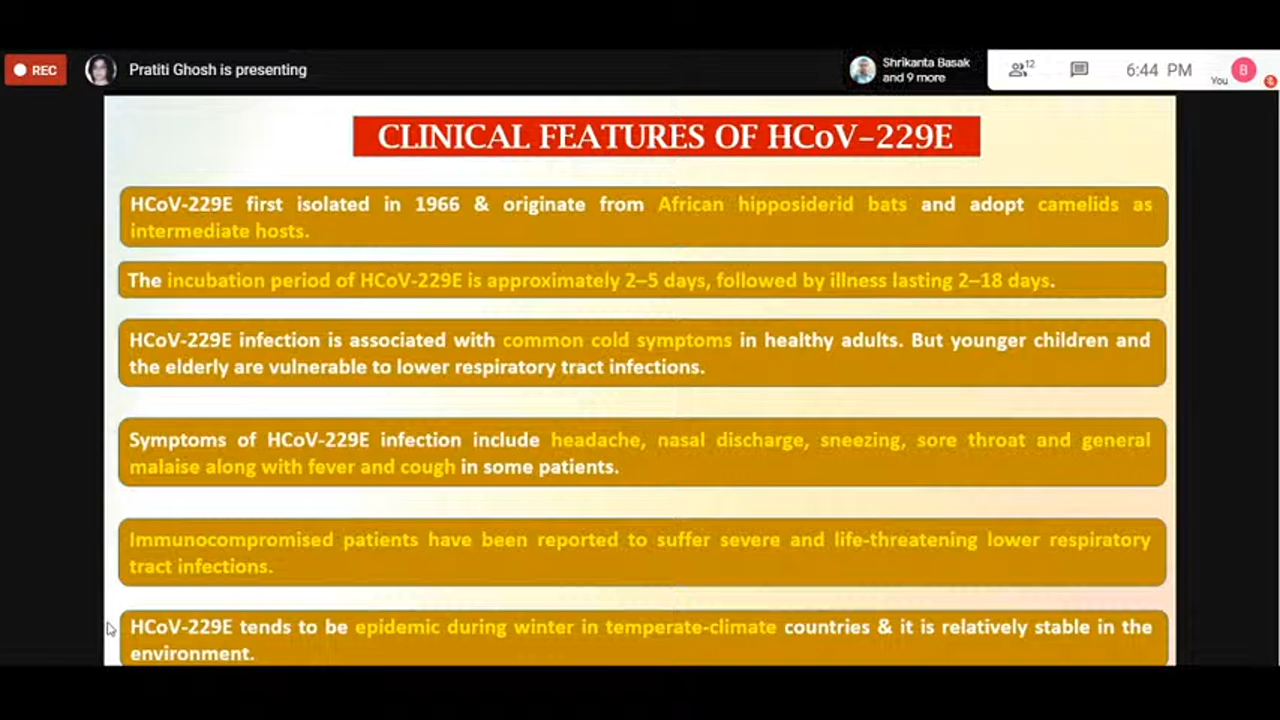 REC
Pratiti Ghosh is presenting
Shrikanta Basak
and 9 more
12
6:44 PM
You
B
CLINICAL FEATURES OF HCoV-229E
HCoV-229E first isolated in 1966 & originate from African hipposiderid bats and adopt camelids as
intermediate hosts.
The incubation period of HCoV-229E is approximately 2–5 days, followed by illness lasting 2–18 days.
HCoV-229E infection is associated with common cold symptoms in healthy adults. But younger children and
the elderly are vulnerable to lower respiratory tract infections.
Symptoms of HCoV-229E infection include headache, nasal discharge, sneezing, sore throat and general
malaise along with fever and cough in some patients.
Immunocompromised patients have been reported to suffer severe and life-threatening lower respiratory
tract infections.
HCoV-229E tends to be epidemic during winter in temperate-climate countries & it is relatively stable in the
environment.